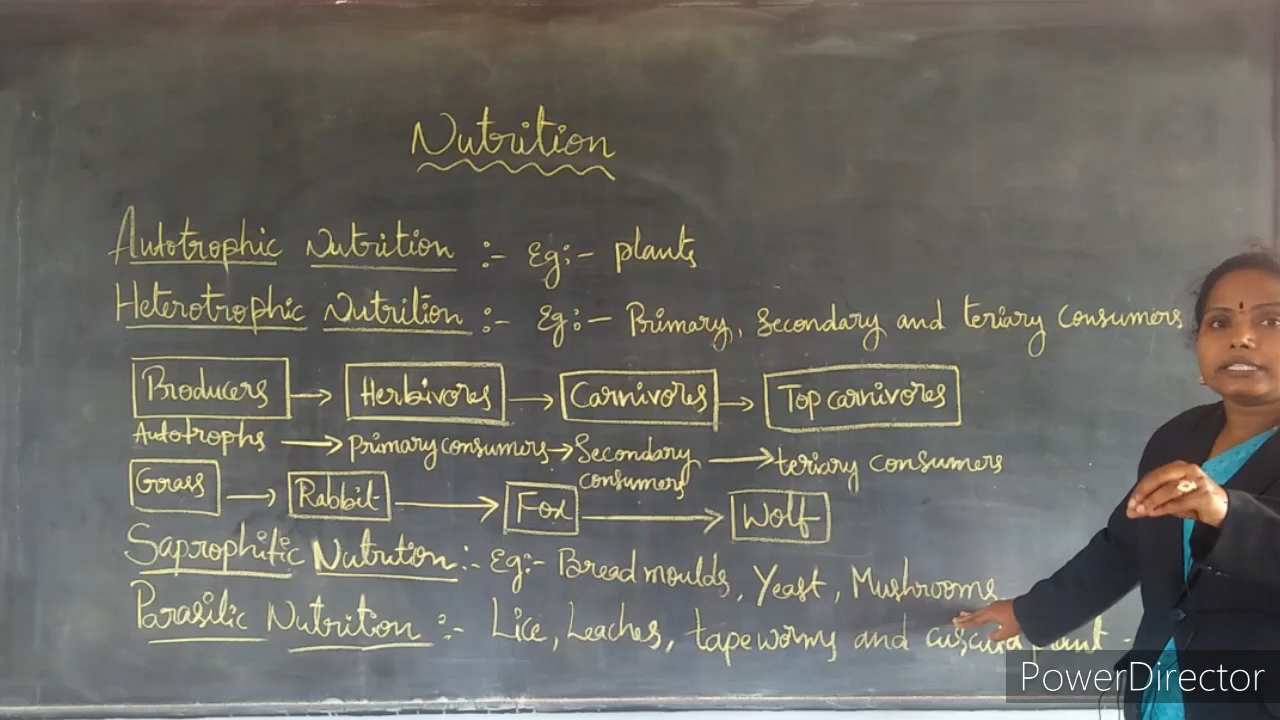 Nutrition
Autotrophic Nutrition :- Eg:- plants
Heterotrophic Nutrition :- Eg:- Primary, Secondary and teriary consumers
Producers → Herbivores → Carnivores → Top carnivores
Autotrophs → primary consumers → Secondary consumers → teriary consumers
Grass → Rabbit → Fox → Wolf
Saprophitic Nutrition :- Eg:- Bread moulds, Yeast, Mushrooms
Parasitic Nutrition :- Lice, Leaches, tapeworms and cuscuta plant
PowerDirector